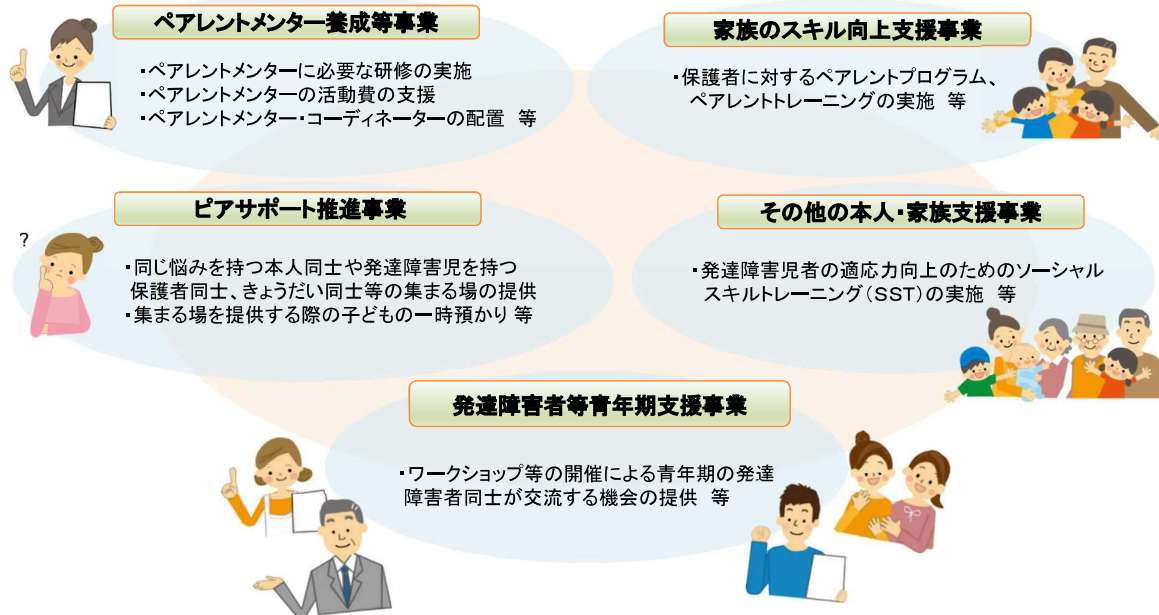 ペアレントメンター養成等事業
・ペアレントメンターに必要な研修の実施
・ペアレントメンターの活動費の支援
・ペアレントメンター・コーディネーターの配置 等
家族のスキル向上支援事業
・保護者に対するペアレントプログラム、
ペアレントトレーニングの実施 等
ピアサポート推進事業
?
・同じ悩みを持つ本人同士や発達障害児を持つ
保護者同士、きょうだい同士等の集まる場の提供
・集まる場を提供する際の子どもの一時預かり 等
その他の本人・家族支援事業
・発達障害児者の適応力向上のためのソーシャル
スキルトレーニング(SST)の実施 等
発達障害者等青年期支援事業
・ワークショップ等の開催による青年期の発達
障害者同士が交流する機会の提供 等